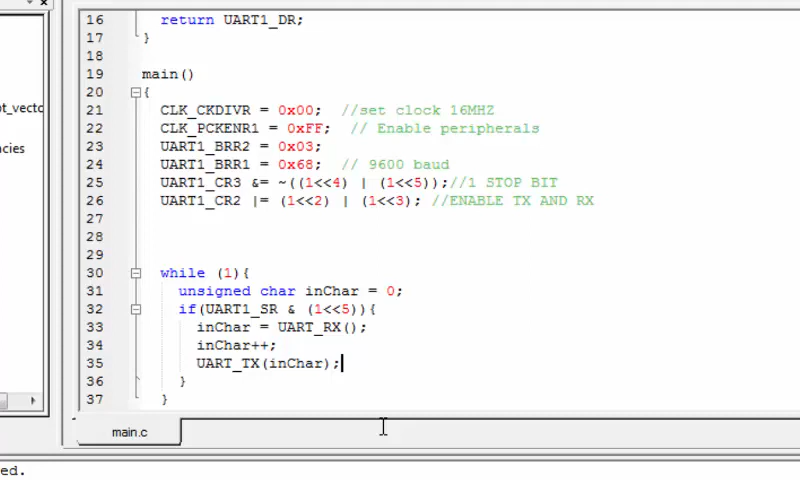 16 return UART1_DR;
17 }
18
19 main()
20 {
21 CLK_CKDIVR = 0x00; //set clock 16MHZ
22 CLK_PCKENR1 = 0xFF; // Enable peripherals
23 UART1_BRR2 = 0x03;
24 UART1_BRR1 = 0x68; // 9600 baud
25 UART1_CR3 &= ~((1<<4) | (1<<5));//1 STOP BIT
26 UART1_CR2 |= (1<<2) | (1<<3); //ENABLE TX AND RX
27
28
29
30 while (1){
31 unsigned char inChar = 0;
32 if(UART1_SR & (1<<5)){
33 inChar = UART_RX();
34 inChar++;
35 UART_TX(inChar);
36 }
37 }
pt_vecto
cies
main.c
ed.